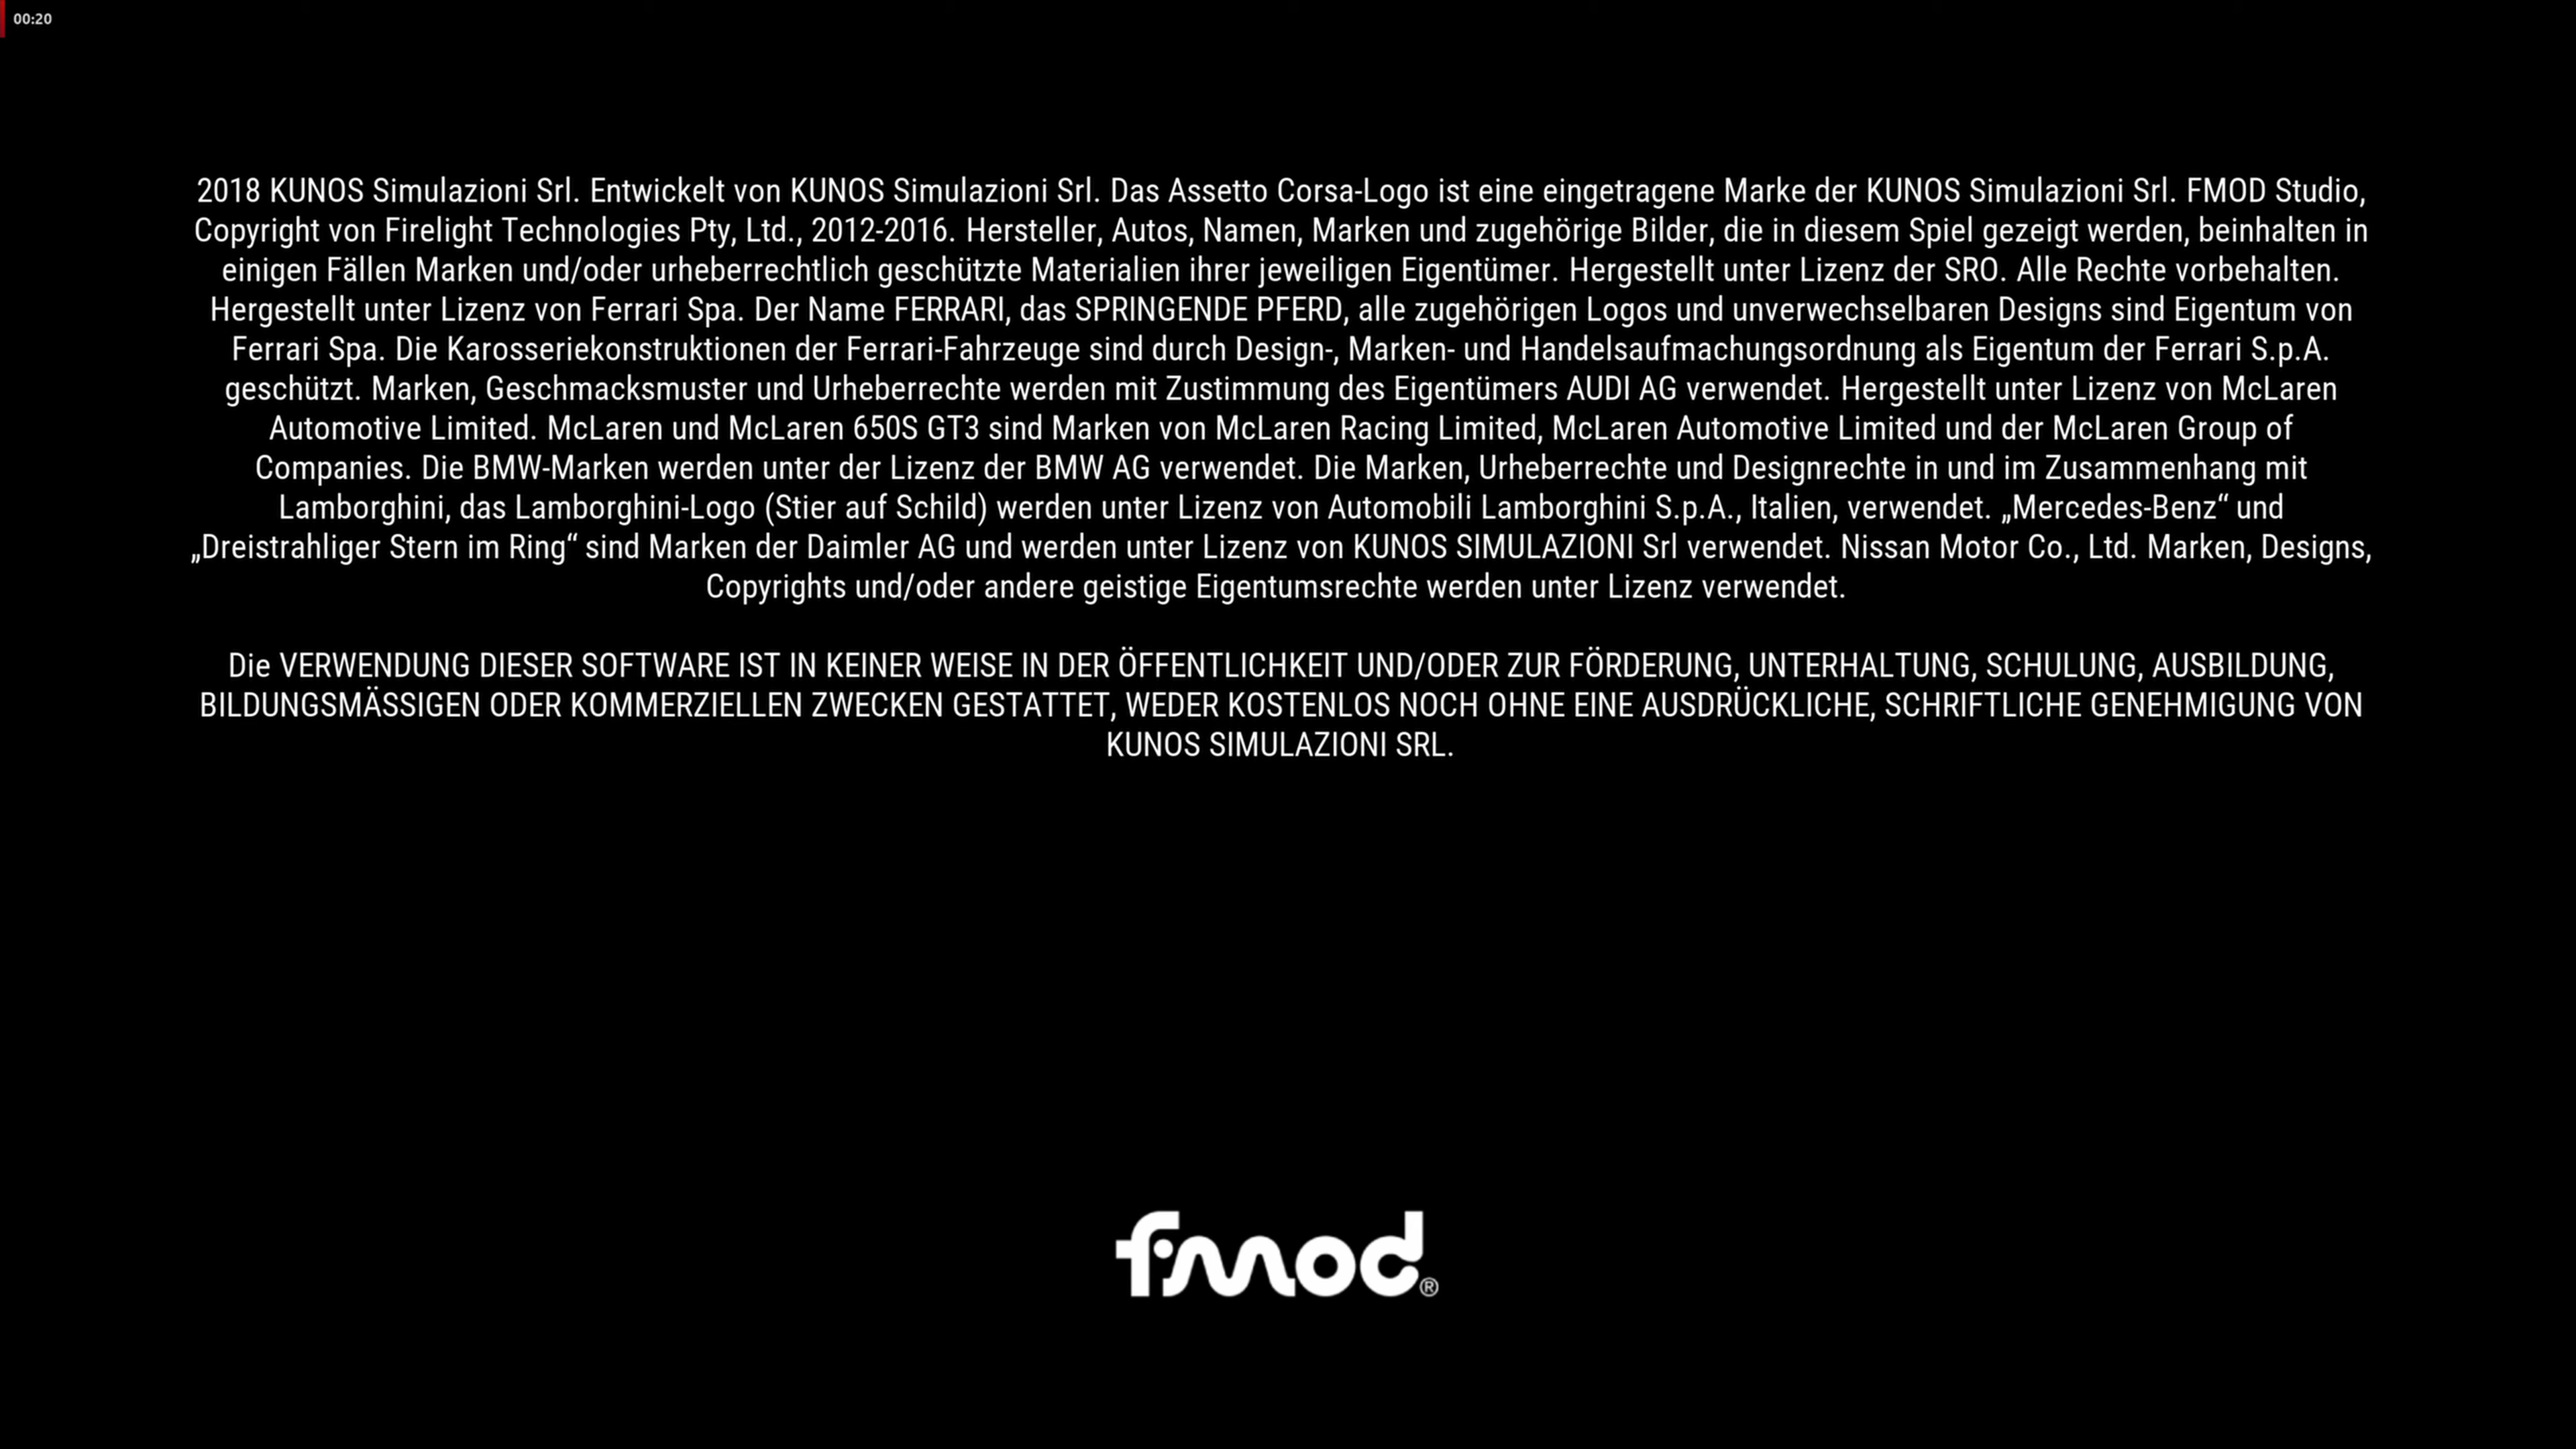 00:20
2018 KUNOS Simulazioni Srl. Entwickelt von KUNOS Simulazioni Srl. Das Assetto Corsa-Logo ist eine eingetragene Marke der KUNOS Simulazioni Srl. FMOD Studio,
Copyright von Firelight Technologies Pty, Ltd., 2012-2016. Hersteller, Autos, Namen, Marken und zugehörige Bilder, die in diesem Spiel gezeigt werden, beinhalten in
einigen Fällen Marken und/oder urheberrechtlich geschützte Materialien ihrer jeweiligen Eigentümer. Hergestellt unter Lizenz der SRO. Alle Rechte vorbehalten.
Hergestellt unter Lizenz von Ferrari Spa. Der Name FERRARI, das SPRINGENDE PFERD, alle zugehörigen Logos und unverwechselbaren Designs sind Eigentum von
Ferrari Spa. Die Karosseriekonstruktionen der Ferrari-Fahrzeuge sind durch Design-, Marken- und Handelsaufmachungsordnung als Eigentum der Ferrari S.p.A.
geschützt. Marken, Geschmacksmuster und Urheberrechte werden mit Zustimmung des Eigentümers AUDI AG verwendet. Hergestellt unter Lizenz von McLaren
Automotive Limited. McLaren und McLaren 650S GT3 sind Marken von McLaren Racing Limited, McLaren Automotive Limited und der McLaren Group of
Companies. Die BMW-Marken werden unter der Lizenz der BMW AG verwendet. Die Marken, Urheberrechte und Designrechte in und im Zusammenhang mit
Lamborghini, das Lamborghini-Logo (Stier auf Schild) werden unter Lizenz von Automobili Lamborghini S.p.A., Italien, verwendet. „Mercedes-Benz“ und
„Dreistrahliger Stern im Ring“ sind Marken der Daimler AG und werden unter Lizenz von KUNOS SIMULAZIONI Srl verwendet. Nissan Motor Co., Ltd. Marken, Designs,
Copyrights und/oder andere geistige Eigentumsrechte werden unter Lizenz verwendet.
Die VERWENDUNG DIESER SOFTWARE IST IN KEINER WEISE IN DER ÖFFENTLICHKEIT UND/ODER ZUR FÖRDERUNG, UNTERHALTUNG, SCHULUNG, AUSBILDUNG,
BILDUNGSMÄSSIGEN ODER KOMMERZIELLEN ZWECKEN GESTATTET, WEDER KOSTENLOS NOCH OHNE EINE AUSDRÜCKLICHE, SCHRIFTLICHE GENEHMIGUNG VON
KUNOS SIMULAZIONI SRL.
fmod®